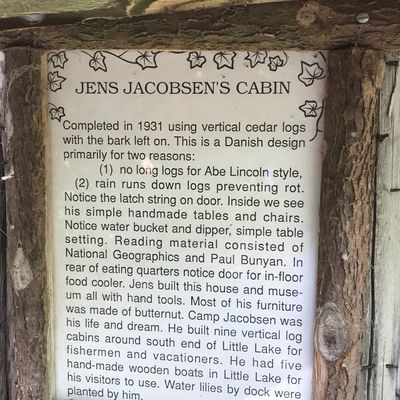 JENS JACOBSEN'S CABIN
Completed in 1931 using vertical cedar logs
with the bark left on. This is a Danish design
primarily for two reasons:
(1) no long logs for Abe Lincoln style,
(2) rain runs down logs preventing rot.
Notice the latch string on door. Inside we see
his simple handmade tables and chairs.
Notice water bucket and dipper, simple table
setting. Reading material consisted of
National Geographics and Paul Bunyan. In
rear of eating quarters notice door for in-floor
food cooler. Jens built this house and muse-
um all with hand tools. Most of his furniture
was made of butternut. Camp Jacobsen was
his life and dream. He built nine vertical log
cabins around south end of Little Lake for
fishermen and vacationers. He had five
hand-made wooden boats in Little Lake for
his visitors to use. Water lilies by dock were
planted by him.